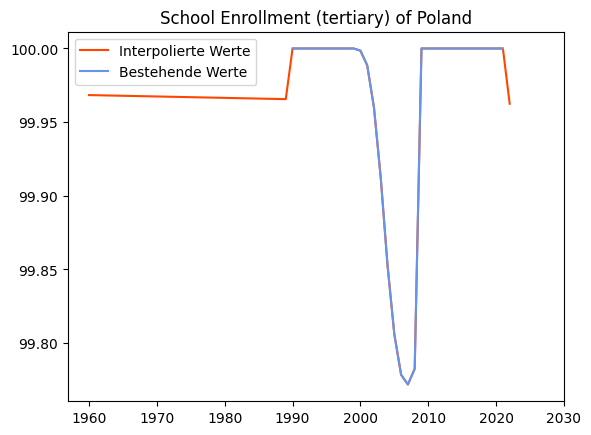 School Enrollment (tertiary) of Poland
Interpolierte Werte
Bestehende Werte
100.00
99.95
99.90
99.85
99.80
1960 1970 1980 1990 2000 2010 2020 2030